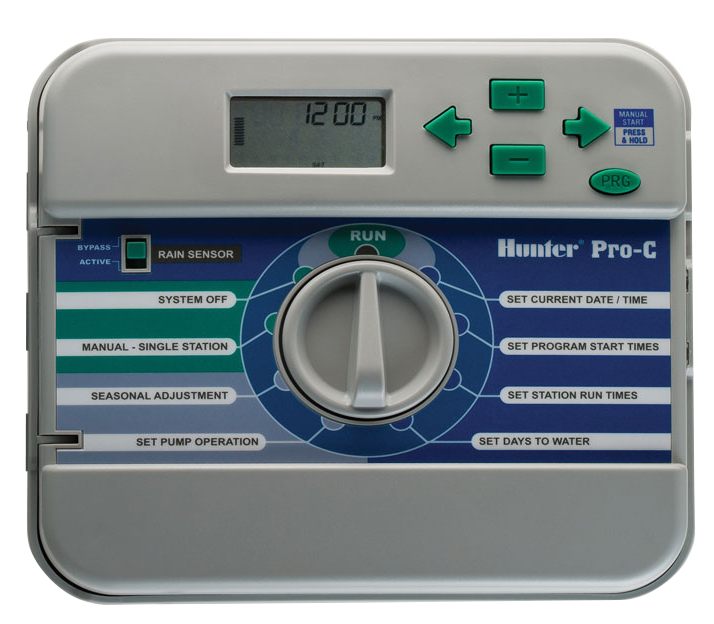 12 00 PM
SAT
+
-
MANUAL
START
PRESS
& HOLD
PRG
BYPASS
ACTIVE
RAIN SENSOR
RUN
Hunter® Pro-C
SYSTEM OFF
SET CURRENT DATE / TIME
MANUAL - SINGLE STATION
SET PROGRAM START TIMES
SEASONAL ADJUSTMENT
SET STATION RUN TIMES
SET PUMP OPERATION
SET DAYS TO WATER